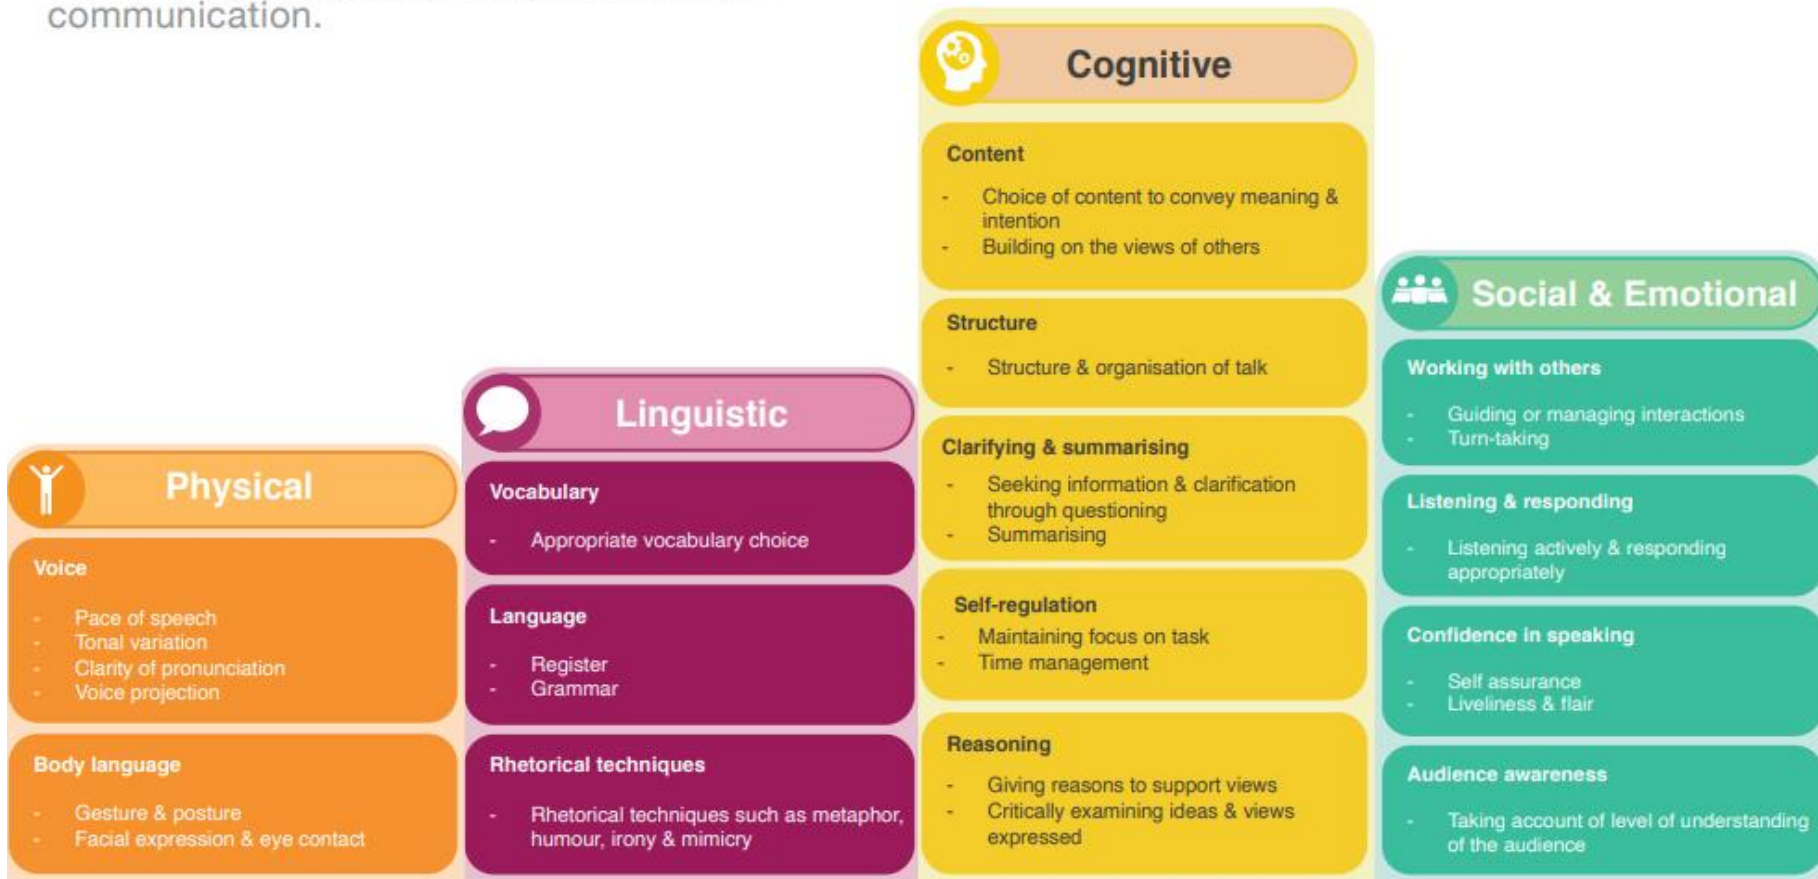 communication.
Physical
Voice
- Pace of speech
- Tonal variation
- Clarity of pronunciation
- Voice projection
Body language
- Gesture & posture
- Facial expression & eye contact
Linguistic
Vocabulary
- Appropriate vocabulary choice
Language
- Register
- Grammar
Rhetorical techniques
- Rhetorical techniques such as metaphor,
humour, irony & mimicry
Cognitive
Content
- Choice of content to convey meaning &
intention
- Building on the views of others
Structure
- Structure & organisation of talk
Clarifying & summarising
- Seeking information & clarification
through questioning
- Summarising
Self-regulation
- Maintaining focus on task
- Time management
Reasoning
- Giving reasons to support views
- Critically examining ideas & views
expressed
Social & Emotional
Working with others
- Guiding or managing interactions
- Turn-taking
Listening & responding
- Listening actively & responding
appropriately
Confidence in speaking
- Self assurance
- Liveliness & flair
Audience awareness
- Taking account of level of understanding
of the audience